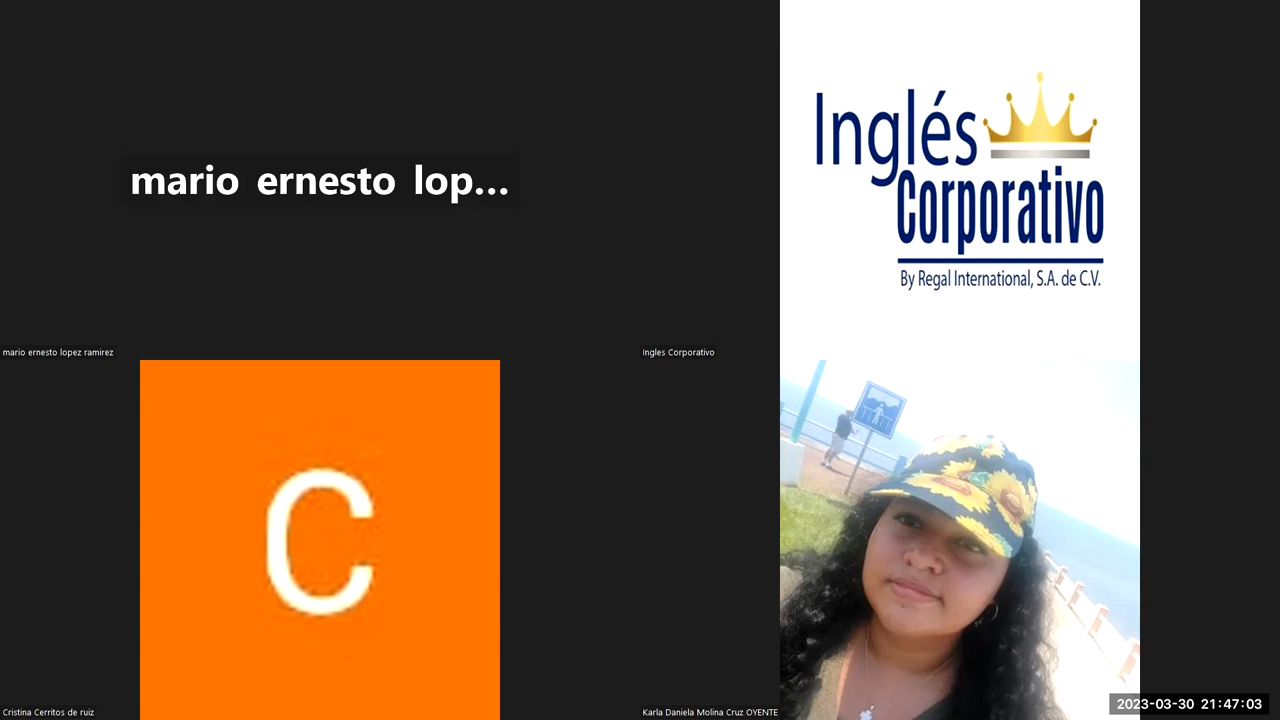 mario ernesto lop...
Inglés
Corporativo
By Regal International, S.A. de C.V.
mario ernesto lopez ramirez
Ingles Corporativo
C
Cristina Cerritos de ruiz
Karla Daniela Molina Cruz OYENTE
2023-03-30 21:47:03